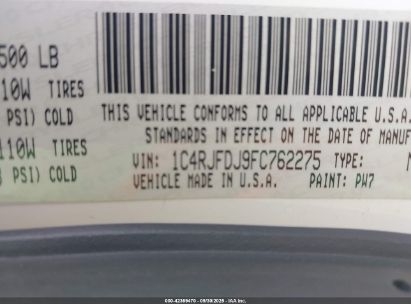 500 LB
10W TIRES
PSI) COLD
THIS VEHICLE CONFORMS TO ALL APPLICABLE U.S.A.
STANDARDS IN EFFECT ON THE DATE OF MANUF
110W TIRES
PSI) COLD
VIN: 1C4RJFDJ9FC762275 TYPE:
VEHICLE MADE IN U.S.A. PAINT: PW7